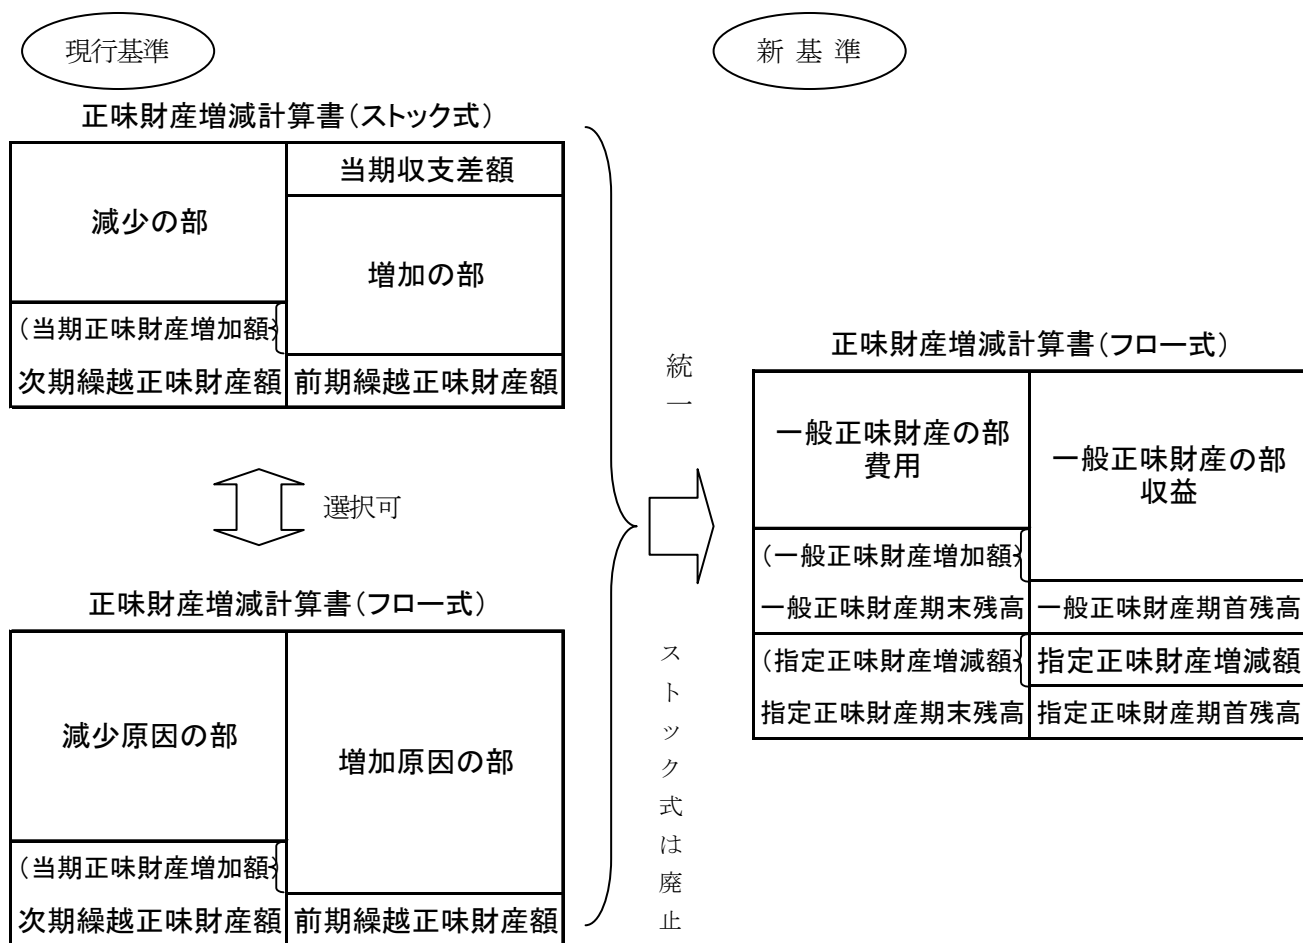 現行基準
正味財産増減計算書(ストック式)
減少の部
当期収支差額
増加の部
(当期正味財産増加額)
次期繰越正味財産額
前期繰越正味財産額
選択可
正味財産増減計算書(フロー式)
減少原因の部
増加原因の部
(当期正味財産増加額)
次期繰越正味財産額
前期繰越正味財産額
統一
ストック式は廃止
新 基 準
正味財産増減計算書(フロー式)
一般正味財産の部
費用
一般正味財産の部
収益
(一般正味財産増加額)
一般正味財産期末残高
一般正味財産期首残高
(指定正味財産増減額)
指定正味財産増減額
指定正味財産期末残高
指定正味財産期首残高